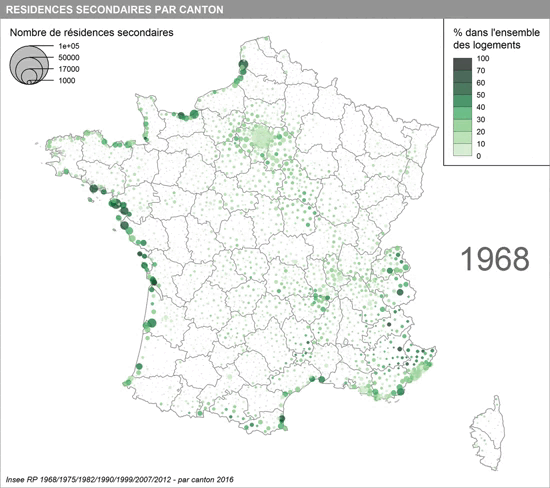 RESIDENCES SECONDAIRES PAR CANTON
Nombre de résidences secondaires
1e+05
50000
17000
1000
% dans l'ensemble
des logements
100
70
60
50
40
30
20
10
0
1968
Insee RP 1968/1975/1982/1990/1999/2007/2012 - par canton 2016